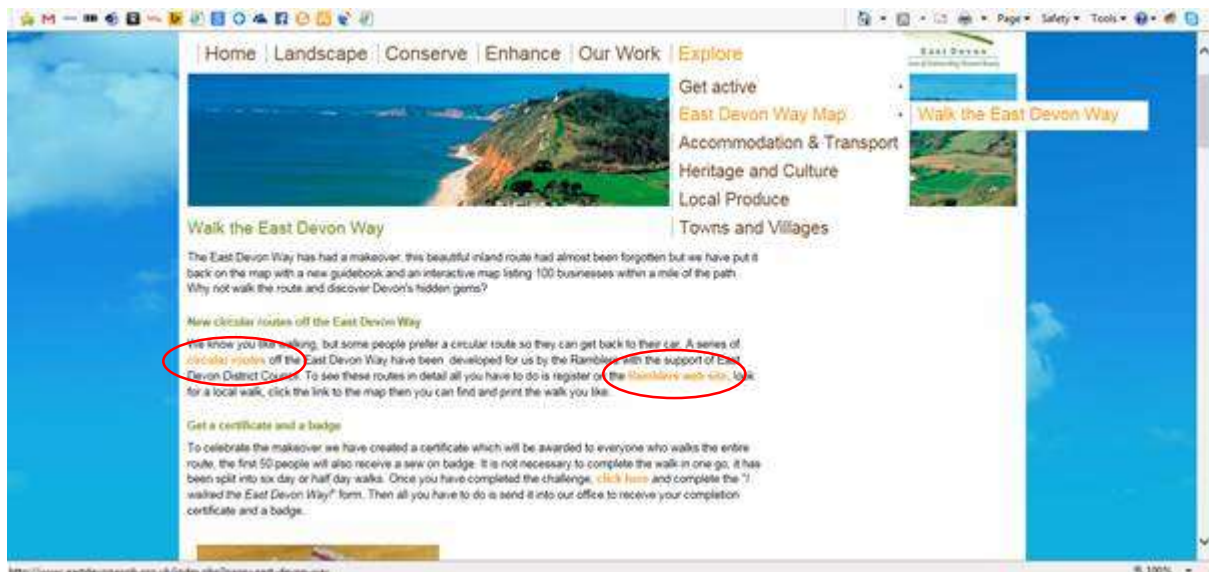 Page Safety Tools
Home Landscape Conserve Enhance Our Work Explore
East Devon
Get active
East Devon Way Map Walk the East Devon Way
Accommodation & Transport
Heritage and Culture
Local Produce
Towns and Villages
Walk the East Devon Way
The East Devon Way has had a makeover, this beautiful inland route had almost been forgotten but we have put it
back on the map with a new guidebook and an interactive map listing 100 businesses within a mile of the path
Why not walk the route and discover Devon's hidden gems?
New circular routes off the East Devon Way
We know you like walking, but some people prefer a circular route so they can get back to their car. A series of
circular routes off the East Devon Way have been developed for us by the Ramblers with the support of East
Devon District Council. To see these routes in detail all you have to do is register on the Ramblers web site, look
for a local walk, click the link to the map then you can find and print the walk you like.
Get a certificate and a badge
To celebrate the makeover we have created a certificate which will be awarded to everyone who walks the entire
route, the first 50 people will also receive a sew on badge. It is not necessary to complete the walk in one go, it has
been split into six day or half day walks. Once you have completed the challenge, click here and complete the "I
walked the East Devon Way!" form. Then all you have to do is send it into our office to receive your completion
certificate and a badge.
100%